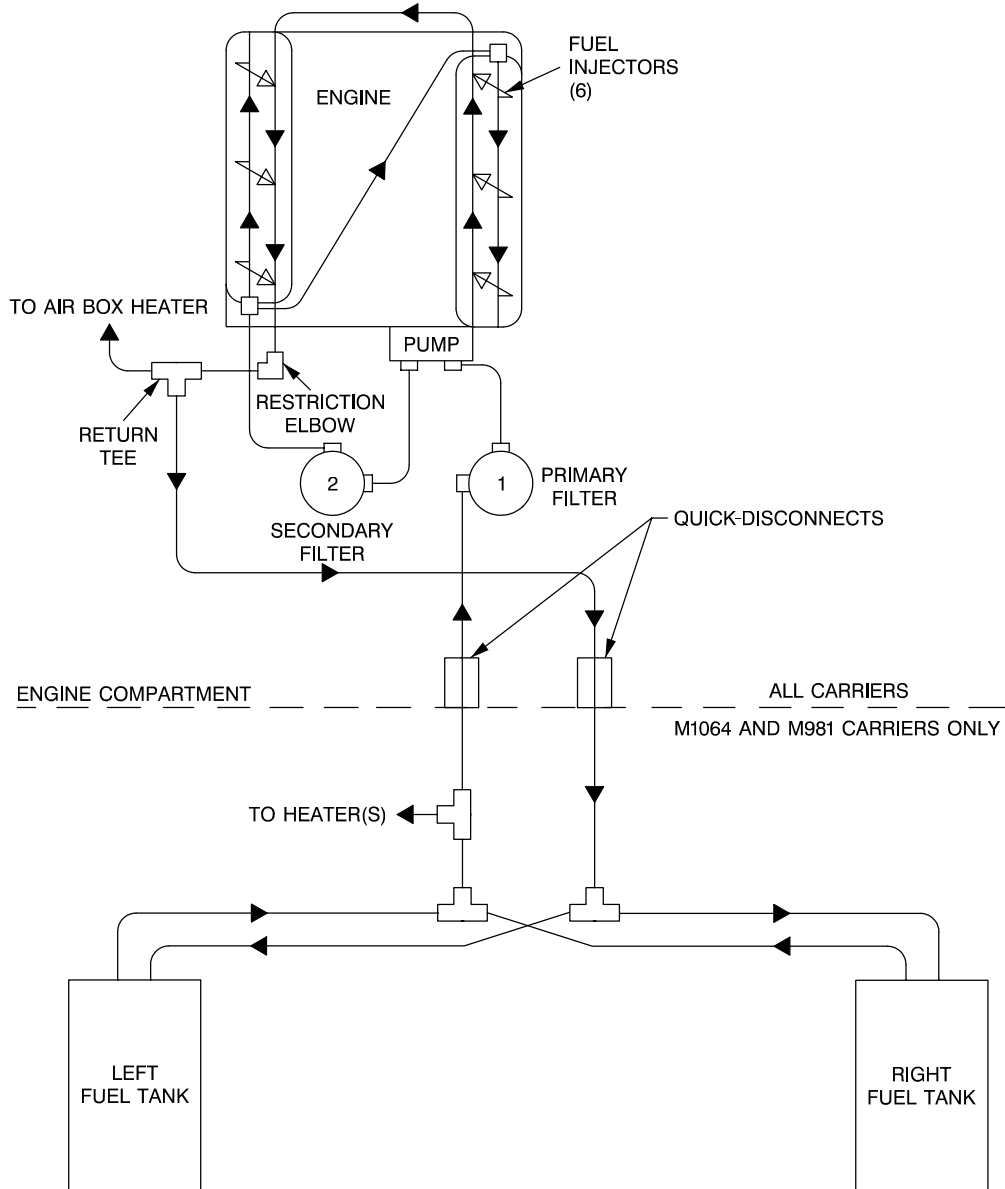 FUEL
INJECTORS
(6)
ENGINE
TO AIR BOX HEATER
PUMP
RESTRICTION
ELBOW
RETURN
TEE
2
1
PRIMARY
FILTER
SECONDARY
FILTER
QUICK-DISCONNECTS
ENGINE COMPARTMENT
ALL CARRIERS
M1064 AND M981 CARRIERS ONLY
TO HEATER(S)
LEFT
FUEL TANK
RIGHT
FUEL TANK